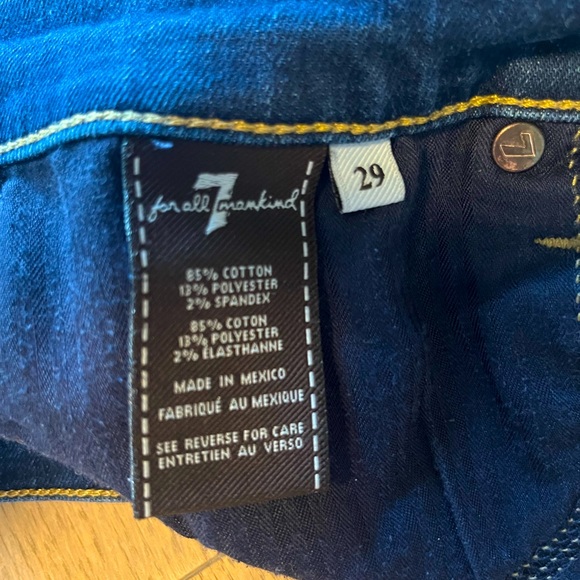 for all 7 mankind
29
85% COTTON
13% POLYESTER
2% SPANDEX
85% COTON
13% POLYESTER
2% ELASTHANNE
MADE IN MEXICO
FABRIQUÉ AU MEXIQUE
SEE REVERSE FOR CARE
ENTRETIEN AU VERSO
7